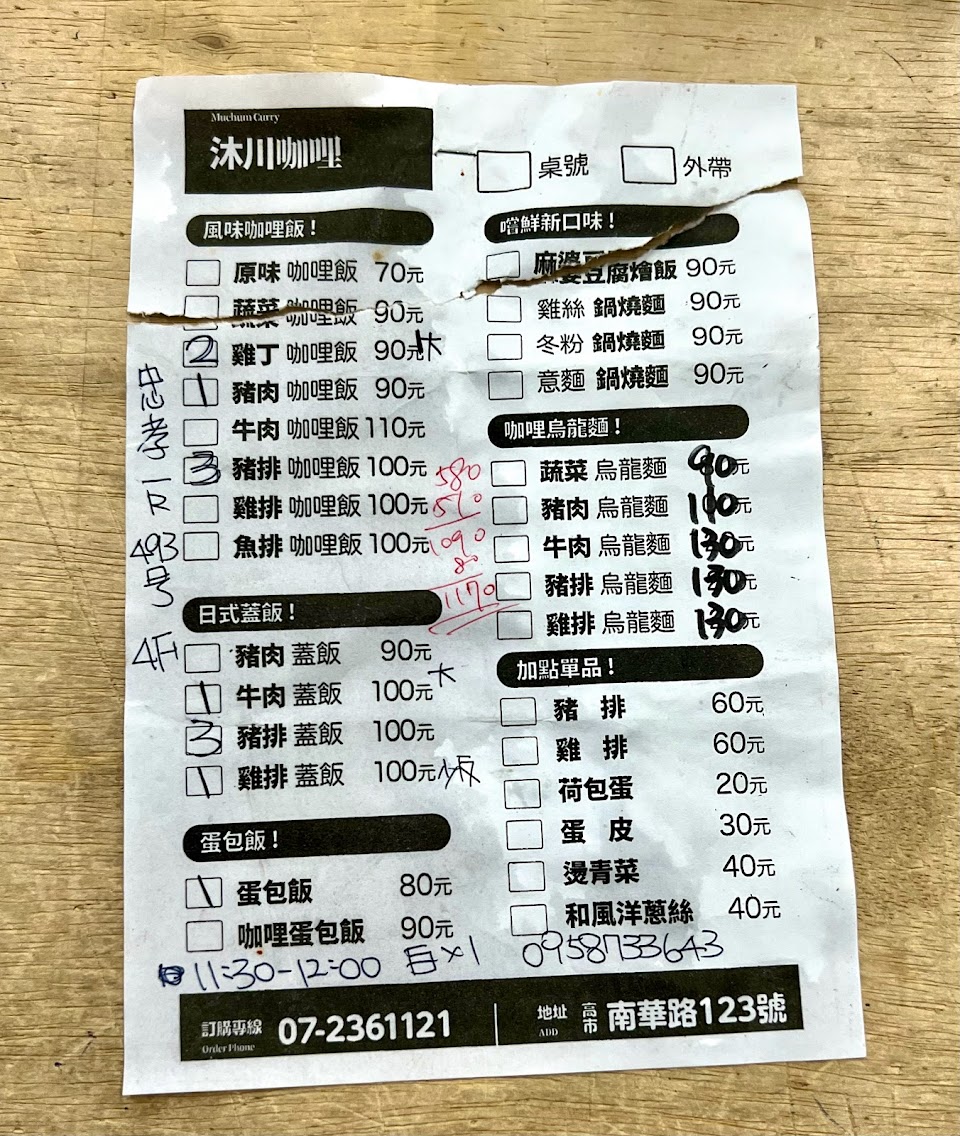 Muchum Curry
沐川咖哩
桌號 外帶
風味咖哩飯！
原味 咖哩飯 70元
蔬菜 咖哩飯 90元
2 雞丁 咖哩飯 90元 大
1 豬肉 咖哩飯 90元
牛肉 咖哩飯 110元
3 豬排 咖哩飯 100元
雞排 咖哩飯 100元
魚排 咖哩飯 100元
忠孝一R
493号
4F
580
510
1090
80
1170
日式蓋飯！
豬肉 蓋飯 90元
1 牛肉 蓋飯 100元 大
3 豬排 蓋飯 100元
1 雞排 蓋飯 100元 飯
蛋包飯！
1 蛋包飯 80元
咖哩蛋包飯 90元
嚐鮮新口味！
麻婆豆腐燴飯 90元
雞絲 鍋燒麵 90元
冬粉 鍋燒麵 90元
意麵 鍋燒麵 90元
咖哩烏龍麵！
蔬菜 烏龍麵 90元
豬肉 烏龍麵 110元
牛肉 烏龍麵 130元
豬排 烏龍麵 130元
雞排 烏龍麵 130元
加點單品！
豬 排 60元
雞 排 60元
荷包蛋 20元
蛋 皮 30元
燙青菜 40元
和風洋蔥絲 40元
11:30-12:00 ×1 0958733643
訂購專線 07-2361121
Order Phone
地址 高市 南華路123號
ADD